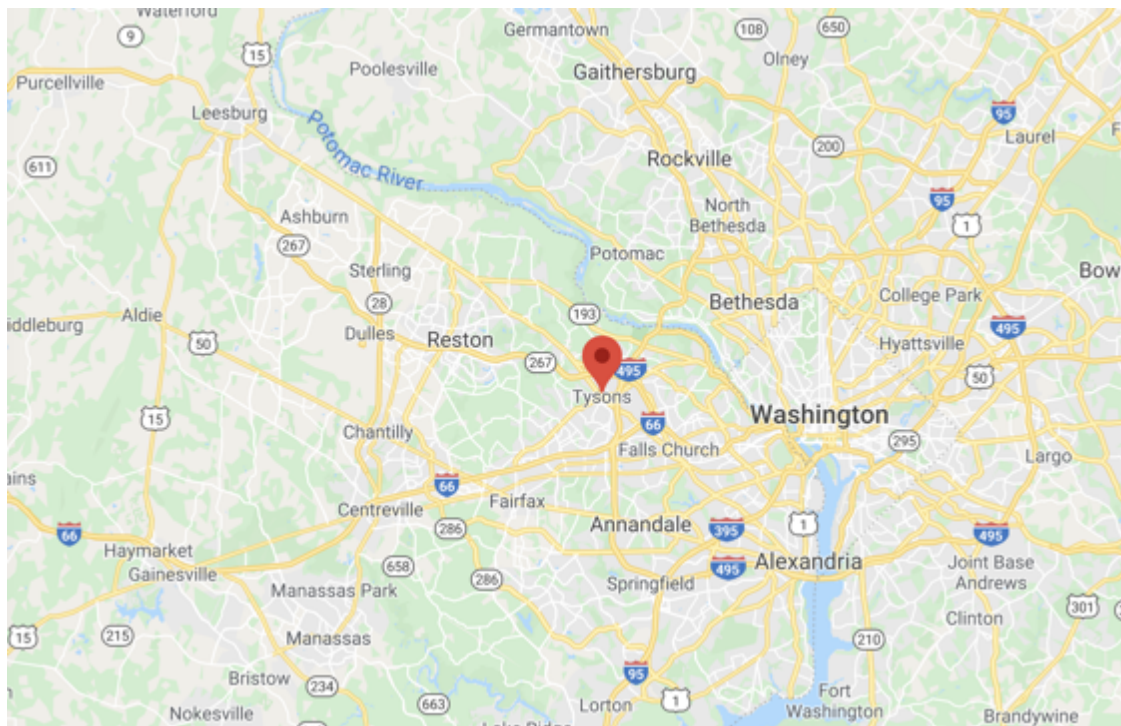 Waterford
9
15
Purcellville
Poolesville
Germantown
108
650
Olney
Gaithersburg
Leesburg
Potomac River
95
Laurel
F
611
Rockville
200
Ashburn
North
Bethesda
95
1
267
Potomac
Sterling
Bow
28
Bethesda
College Park
193
iddleburg
Aldie
Dulles
Reston
50
267
495
495
Hyattsville
Tysons
50
15
66
Washington
Chantilly
Falls Church
295
Largo
ains
66
Fairfax
Centreville
286
Annandale
395
1
66
495
Haymarket
Gainesville
658
286
Springfield
495
Alexandria
Joint Base
Andrews
Manassas Park
301
Clinton
15
215
Manassas
210
Bristow
234
95
663
Lorton
1
Fort
Washington
Nokesville
Lake Ridge
Brandywine